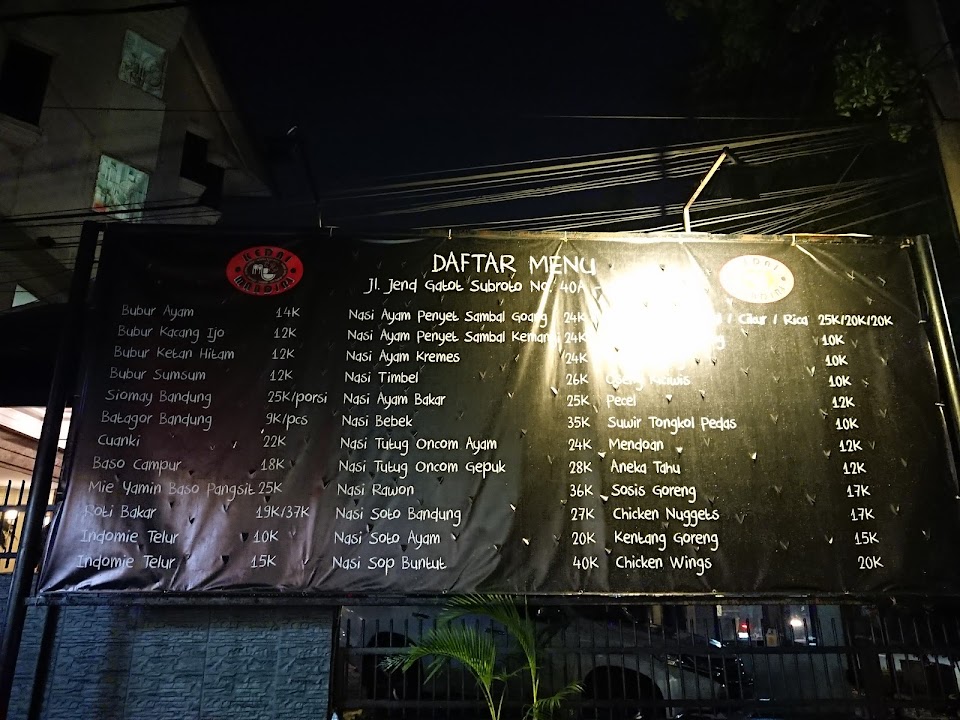 KEDAI
DAFTAR MENU
Jl. Jend Gatot Subroto No. 40A
Bubur Ayam 14K
Bubur Kacang Ijo 12K
Bubur Ketan Hitam 12K
Bubur Sumsum 12K
Siomay Bandung 25K/porsi
Batagor Bandung 9K/pcs
Cuanki 22K
Baso Campur 18K
Mie Yamin Baso Pangsit 25K
Roti Bakar 19K/37K
Indomie Telur 10K
Indomie Telur 15K
Nasi Ayam Penyet Sambal Goang 24K
Nasi Ayam Penyet Sambal Kemangi 24K
Nasi Ayam Kremes 24K
Nasi Timbel 26K
Nasi Ayam Bakar 25K
Nasi Bebek 35K
Nasi Tutug Oncom Ayam 24K
Nasi Tutug Oncom Gepuk 28K
Nasi Rawon 36K
Nasi Soto Bandung 27K
Nasi Soto Ayam 20K
Nasi Sop Buntut 40K
/ Cikur / Rica 25K/20K/20K
10K
10K
10K
Pecel 12K
Suwir Tongkol Pedas 10K
Mendoan 12K
Aneka Tahu 12K
Sosis Goreng 17K
Chicken Nuggets 17K
Kentang Goreng 15K
Chicken Wings 20K